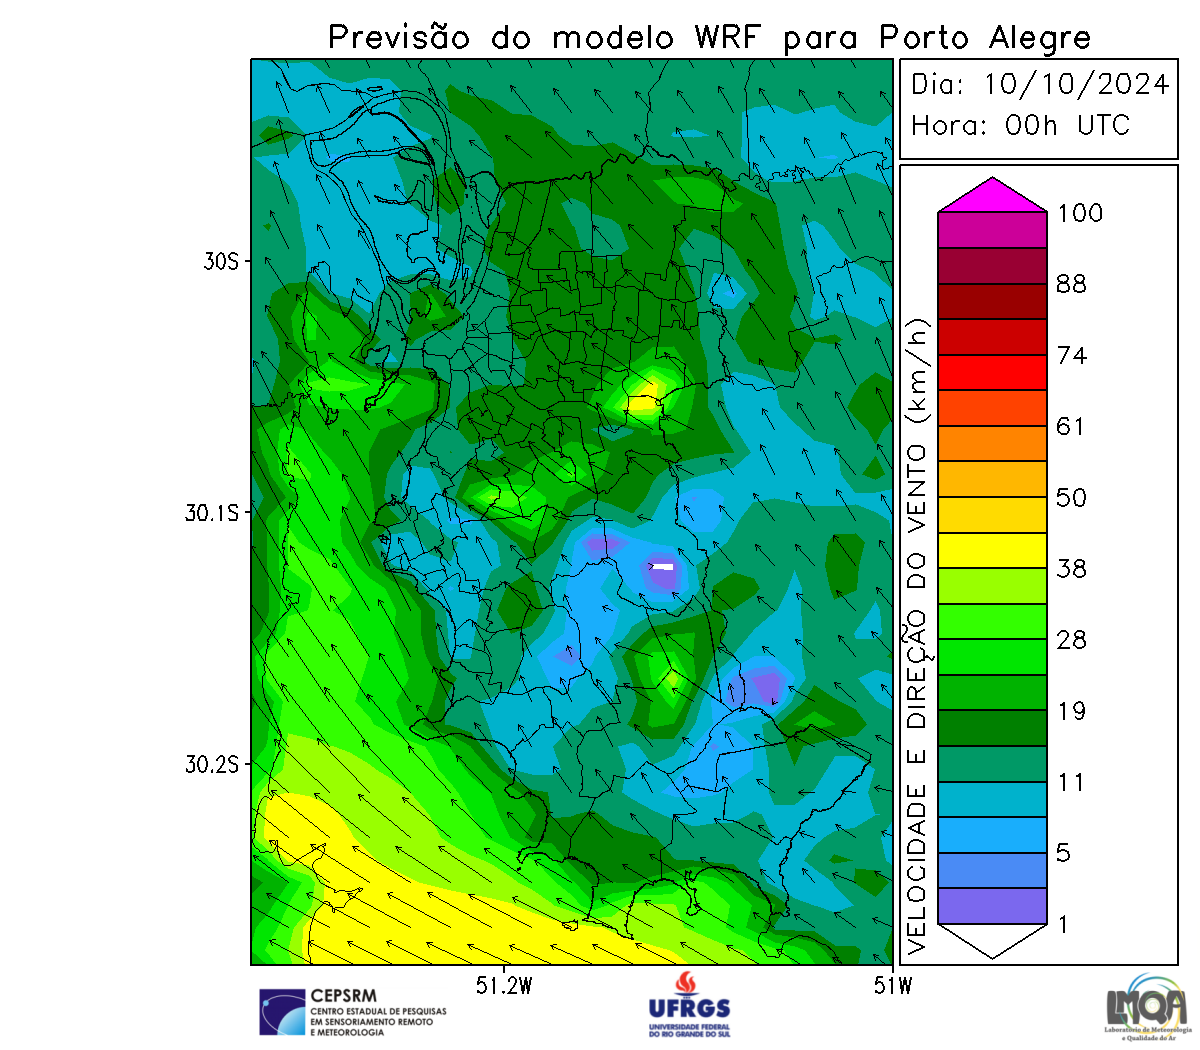 Previsão do modelo WRF para Porto Alegre
Dia: 10/10/2024
Hora: 00h UTC
30S
30.1S
30.2S
51.2W
51W
VELOCIDADE E DIREÇÃO DO VENTO (km/h)
100
88
74
61
50
38
28
19
11
5
1
CEPSRM
CENTRO ESTADUAL DE PESQUISAS
EM SENSORIAMENTO REMOTO
E METEOROLOGIA
UFRGS
UNIVERSIDADE FEDERAL
DO RIO GRANDE DO SUL
LMQA
Laboratório de Meteorologia
e Qualidade do Ar